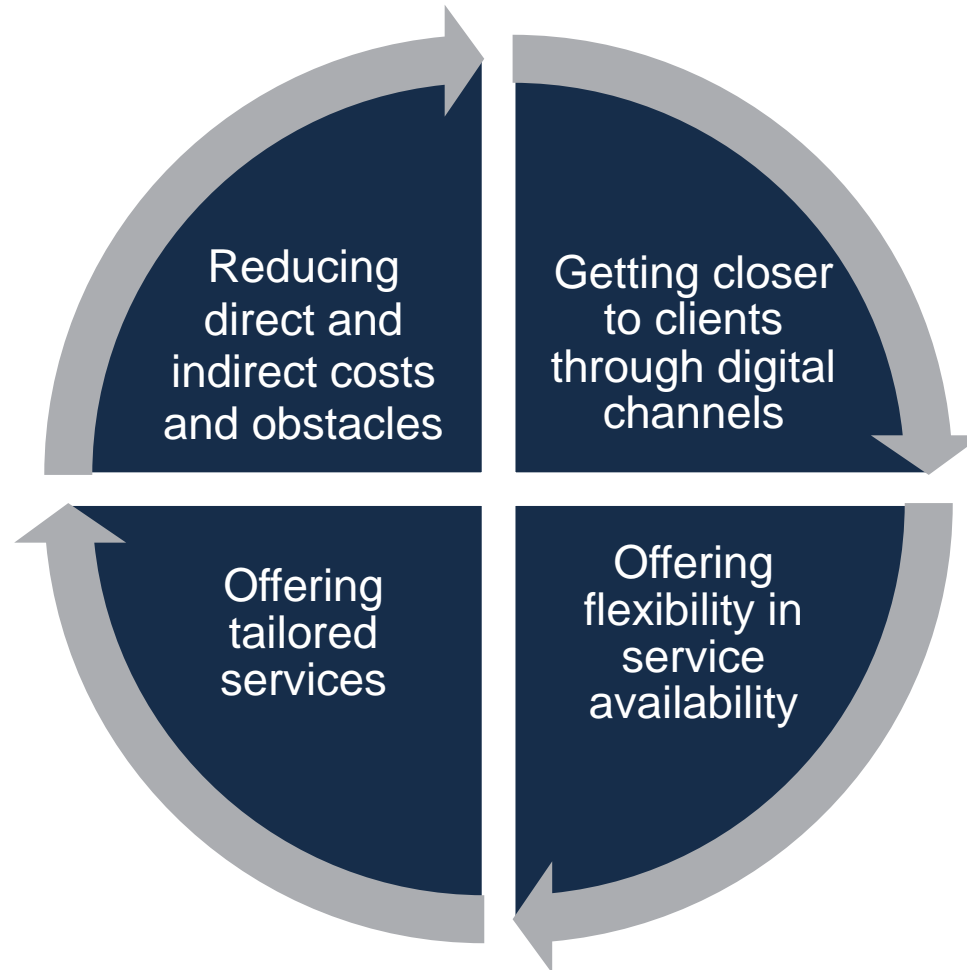 Reducing
direct and
indirect costs
and obstacles
Getting closer
to clients
through digital
channels
Offering
tailored
services
Offering
flexibility in
service
availability